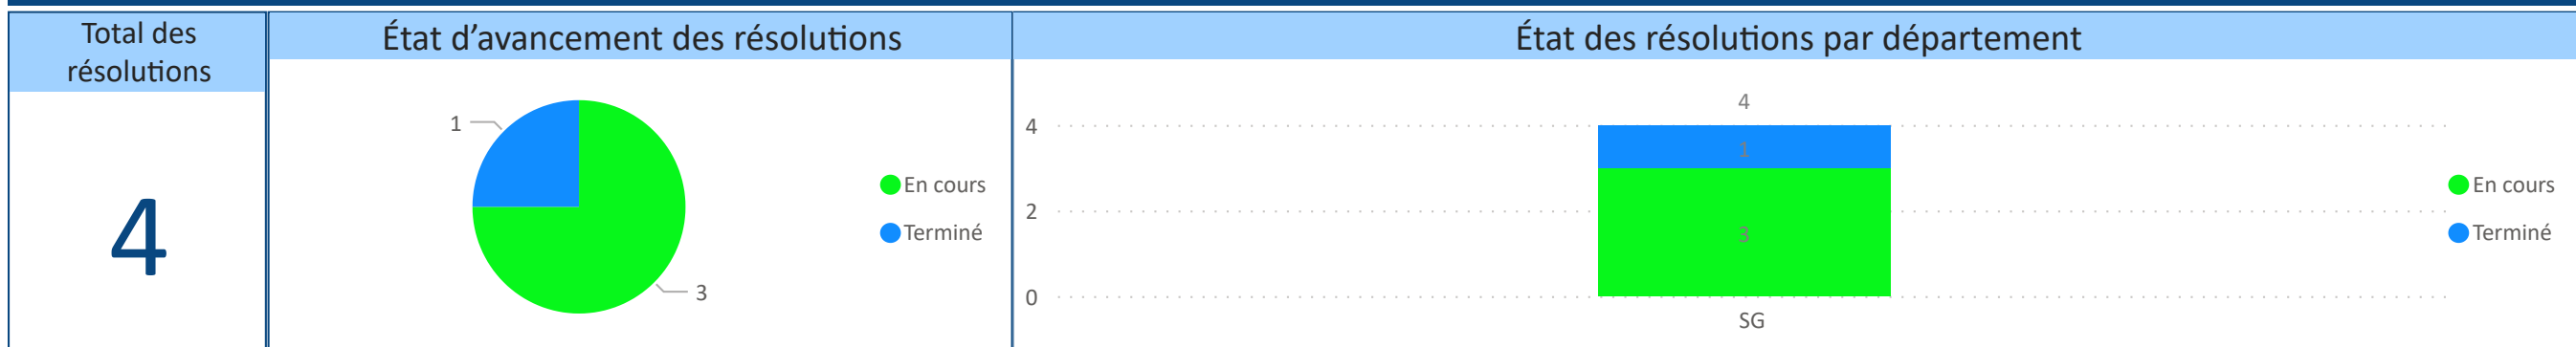 Total des
résolutions
4
État d’avancement des résolutions
1
3
En cours
Terminé
État des résolutions par département
4
4
1
2
3
0
SG
En cours
Terminé